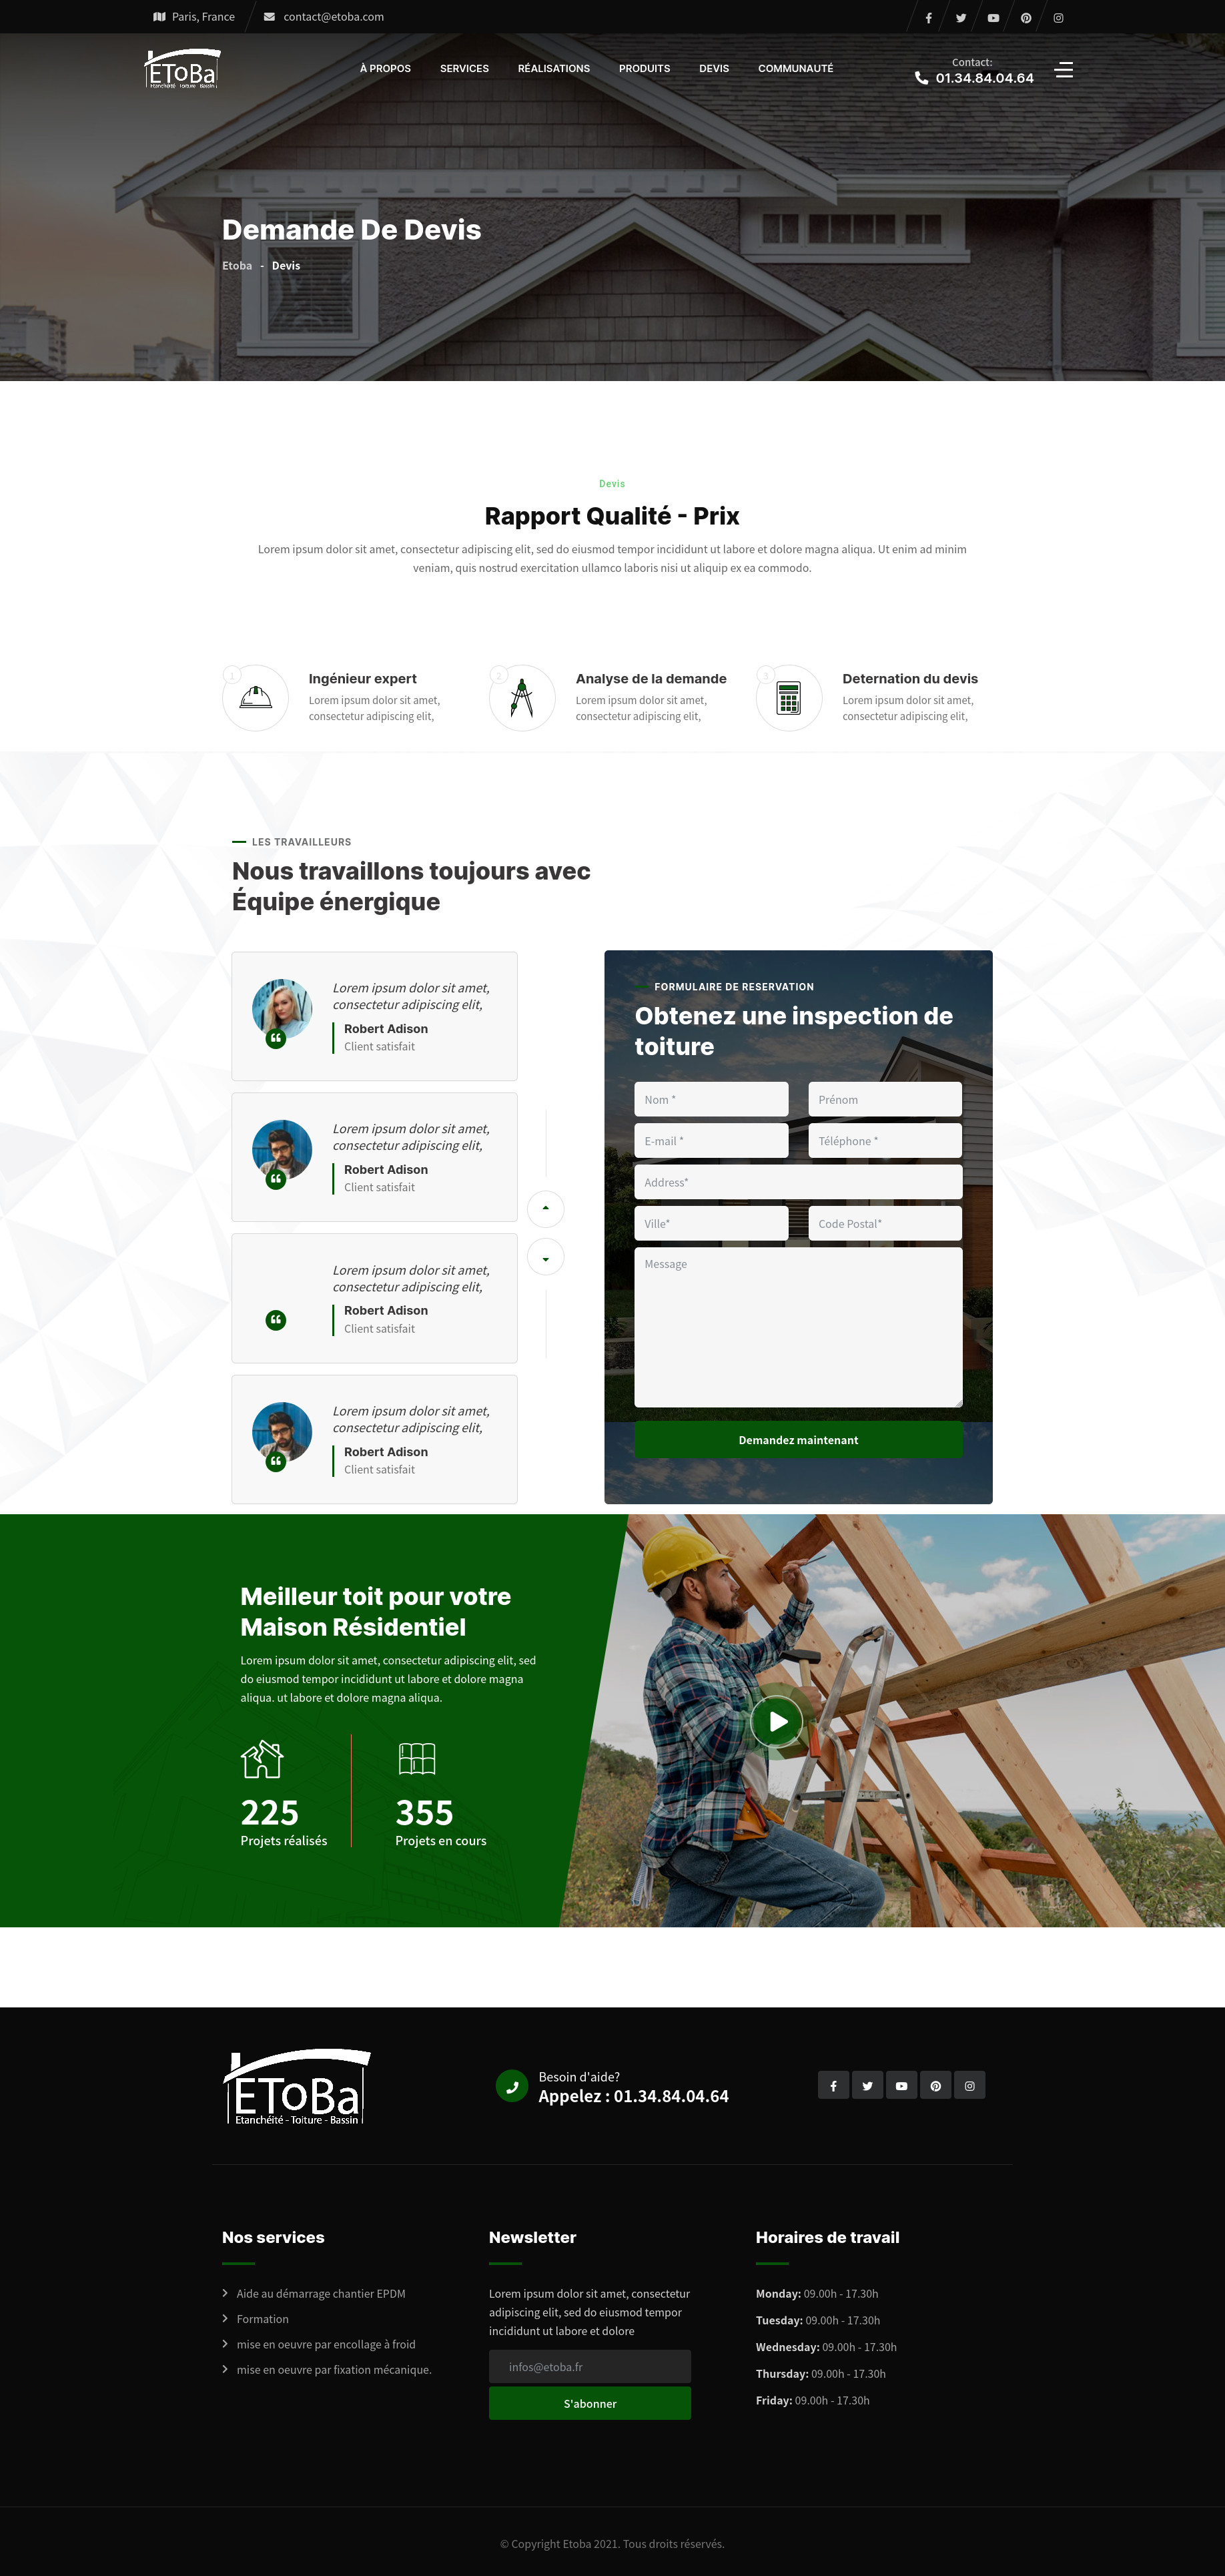 Paris, France
contact@etoba.com
EToBa
Etanchéité Toiture Bassin
À PROPOS
SERVICES
RÉALISATIONS
PRODUITS
DEVIS
COMMUNAUTÉ
Contact:
01.34.84.04.64
Demande De Devis
Etoba - Devis
Devis
Rapport Qualité - Prix
Lorem ipsum dolor sit amet, consectetur adipiscing elit, sed do eiusmod tempor incididunt ut labore et dolore magna aliqua. Ut enim ad minim
veniam, quis nostrud exercitation ullamco laboris nisi ut aliquip ex ea commodo.
1
Ingénieur expert
Lorem ipsum dolor sit amet,
consectetur adipiscing elit,
2
Analyse de la demande
Lorem ipsum dolor sit amet,
consectetur adipiscing elit,
3
Deternation du devis
Lorem ipsum dolor sit amet,
consectetur adipiscing elit,
LES TRAVAILLEURS
Nous travaillons toujours avec
Équipe énergique
Lorem ipsum dolor sit amet,
consectetur adipiscing elit,
Robert Adison
Client satisfait
Lorem ipsum dolor sit amet,
consectetur adipiscing elit,
Robert Adison
Client satisfait
Lorem ipsum dolor sit amet,
consectetur adipiscing elit,
Robert Adison
Client satisfait
Lorem ipsum dolor sit amet,
consectetur adipiscing elit,
Robert Adison
Client satisfait
FORMULAIRE DE RESERVATION
Obtenez une inspection de
toiture
Nom *
Prénom
E-mail *
Téléphone *
Address*
Ville*
Code Postal*
Message
Demandez maintenant
Meilleur toit pour votre
Maison Résidentiel
Lorem ipsum dolor sit amet, consectetur adipiscing elit, sed
do eiusmod tempor incididunt ut labore et dolore magna
aliqua. ut labore et dolore magna aliqua.
225
Projets réalisés
355
Projets en cours
EToBa
Etanchéité - Toiture - Bassin
Besoin d'aide?
Appelez : 01.34.84.04.64
Nos services
Aide au démarrage chantier EPDM
Formation
mise en oeuvre par encollage à froid
mise en oeuvre par fixation mécanique.
Newsletter
Lorem ipsum dolor sit amet, consectetur
adipiscing elit, sed do eiusmod tempor
incididunt ut labore et dolore
infos@etoba.fr
S'abonner
Horaires de travail
Monday: 09.00h - 17.30h
Tuesday: 09.00h - 17.30h
Wednesday: 09.00h - 17.30h
Thursday: 09.00h - 17.30h
Friday: 09.00h - 17.30h
© Copyright Etoba 2021. Tous droits réservés.